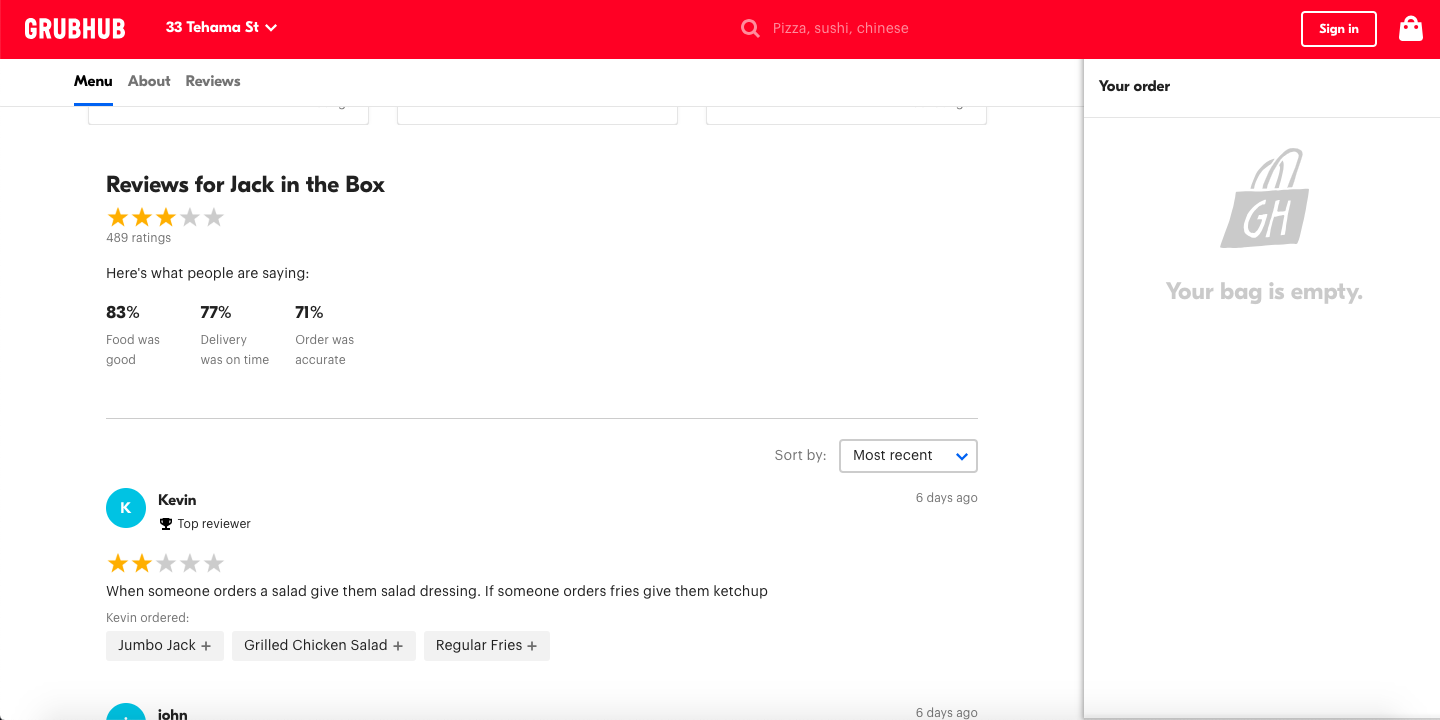 GRUBHUB
33 Tehama St
Pizza, sushi, chinese
Sign in
Menu About Reviews
Your order
GH
Your bag is empty.
Reviews for Jack in the Box
489 ratings
Here's what people are saying:
83% 77% 71%
Food was good
Delivery was on time
Order was accurate
Sort by: Most recent
K
Kevin
6 days ago
Top reviewer
When someone orders a salad give them salad dressing. If someone orders fries give them ketchup
Kevin ordered:
Jumbo Jack + Grilled Chicken Salad + Regular Fries +
john
6 days ago